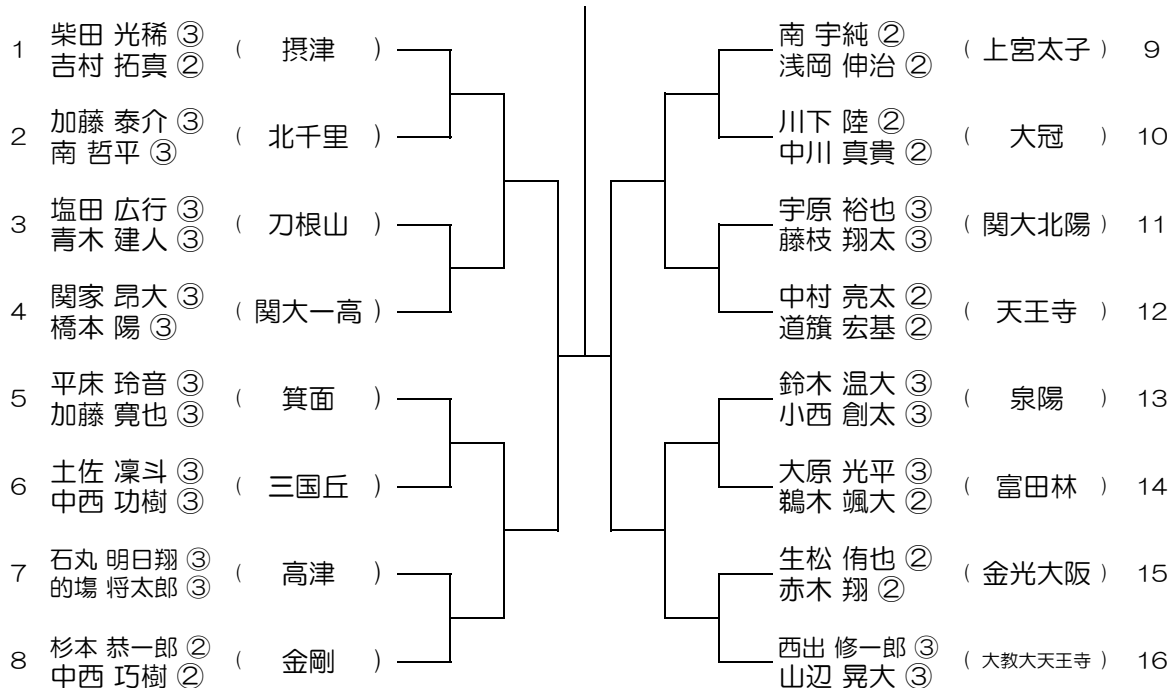 1 柴田 光稀 ③ ( 摂津 )
吉村 拓真 ②
2 加藤 泰介 ③ ( 北千里 )
南 哲平 ③
3 塩田 広行 ③ ( 刀根山 )
青木 建人 ③
4 関家 昂大 ③ ( 関大一高 )
橋本 陽 ③
5 平床 玲音 ③ ( 箕面 )
加藤 寛也 ③
6 土佐 凜斗 ③ ( 三国丘 )
中西 功樹 ③
7 石丸 明日翔 ③ ( 高津 )
的場 将太郎 ③
8 杉本 恭一郎 ② ( 金剛 )
中西 巧樹 ②
南 宇純 ② ( 上宮太子 ) 9
浅岡 伸治 ②
川下 陸 ② ( 大冠 ) 10
中川 真貴 ②
宇原 裕也 ③ ( 関大北陽 ) 11
藤枝 翔太 ③
中村 亮太 ② ( 天王寺 ) 12
道籏 宏基 ②
鈴木 温大 ③ ( 泉陽 ) 13
小西 創太 ③
大原 光平 ③ ( 富田林 ) 14
鵜木 颯大 ②
生松 侑也 ② ( 金光大阪 ) 15
赤木 翔 ②
西出 修一郎 ③ ( 大教大天王寺 ) 16
山辺 晃大 ③